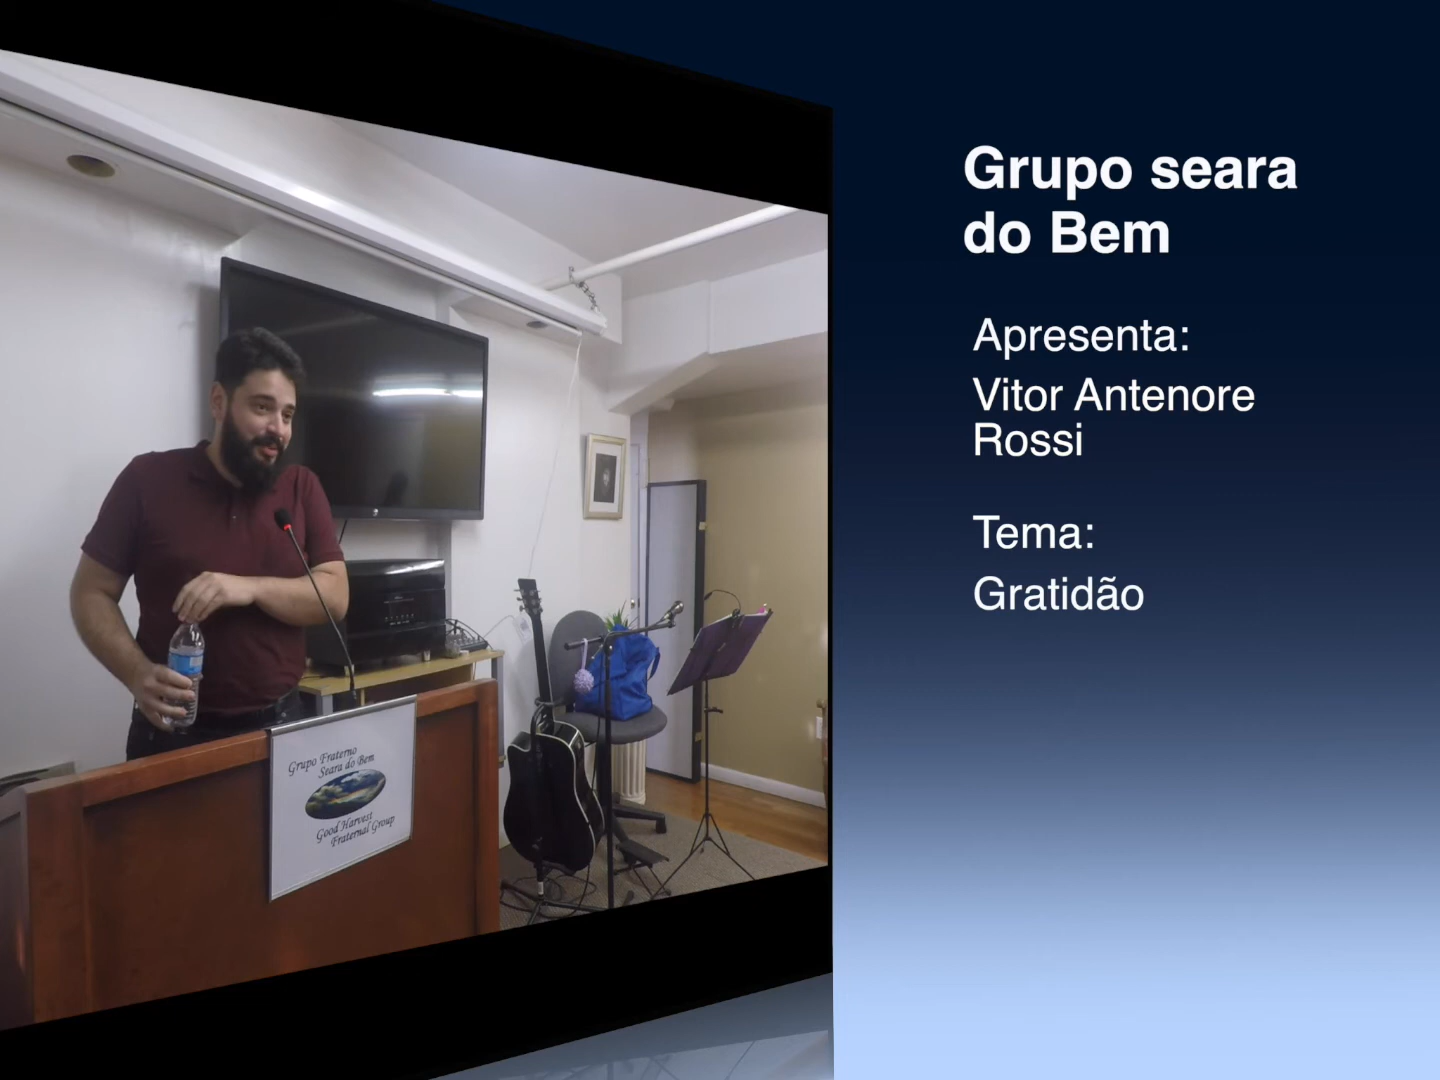 Grupo seara
do Bem
Apresenta:
Vitor Antenore
Rossi
Tema:
Gratidão
Grupo Fraterno
Seara do Bem
Good Harvest
Fraternal Group